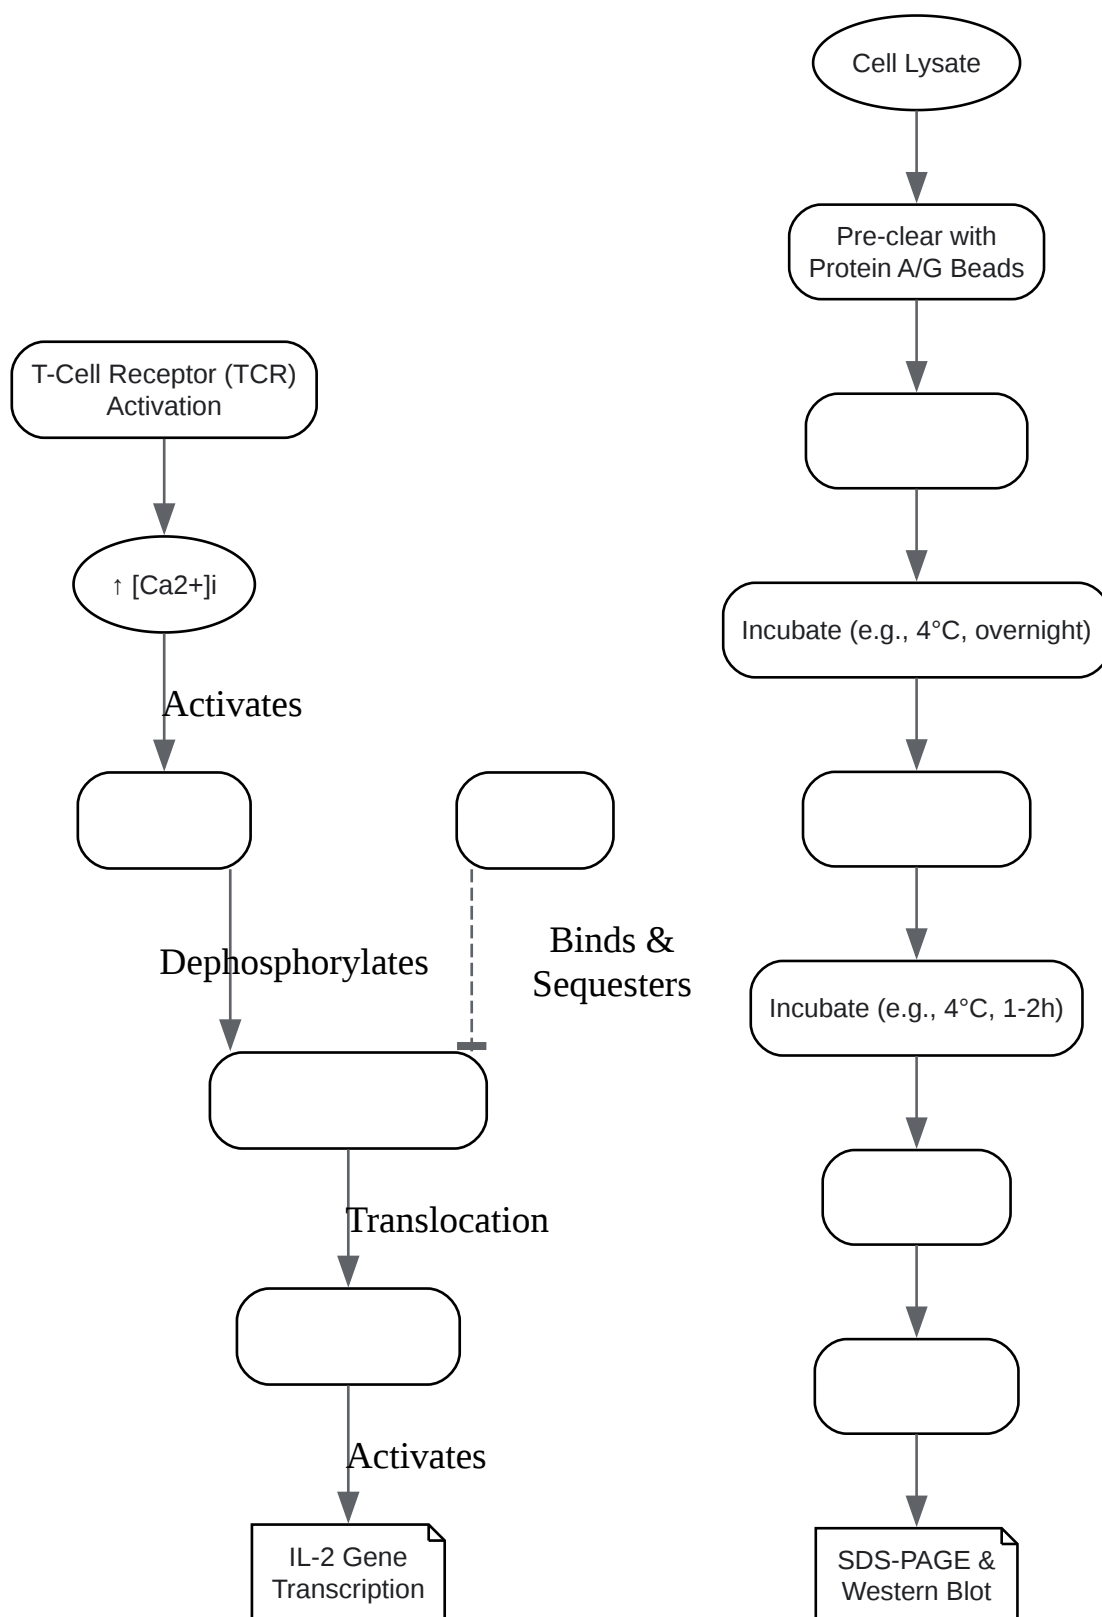 T-Cell Receptor (TCR)
Activation
↑ [Ca2+]i
Activates
Dephosphorylates
Binds &
Sequesters
Translocation
Activates
IL-2 Gene
Transcription
Cell Lysate
Pre-clear with
Protein A/G Beads
Incubate (e.g., 4°C, overnight)
Incubate (e.g., 4°C, 1-2h)
SDS-PAGE &
Western Blot